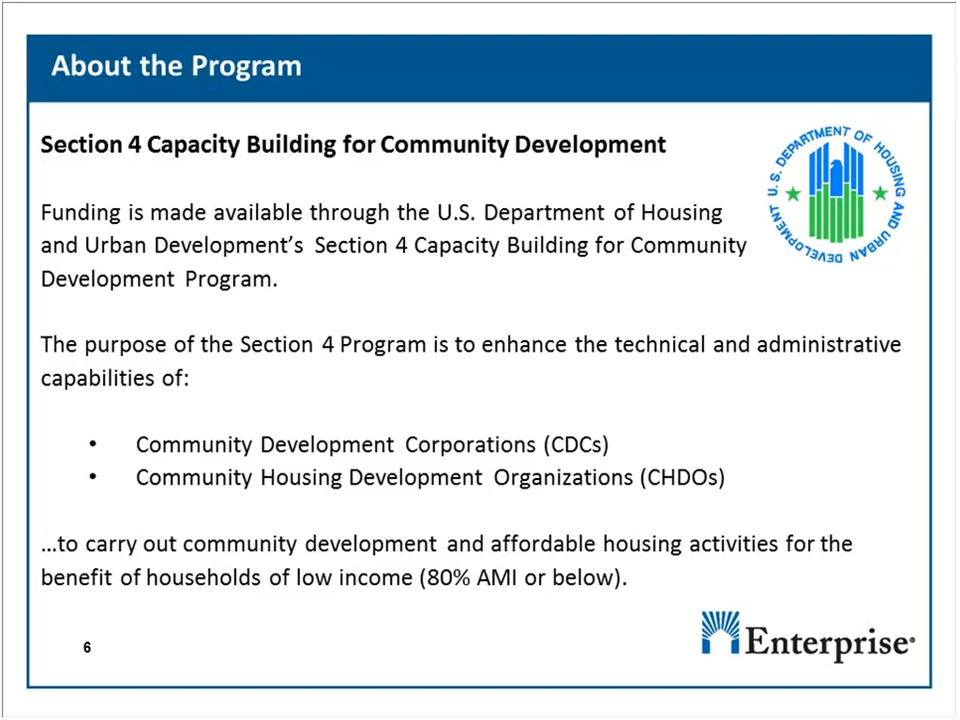 About the Program
Section 4 Capacity Building for Community Development
U.S. DEPARTMENT OF HOUSING AND URBAN DEVELOPMENT
Funding is made available through the U.S. Department of Housing
and Urban Development's Section 4 Capacity Building for Community
Development Program.
The purpose of the Section 4 Program is to enhance the technical and administrative
capabilities of:
• Community Development Corporations (CDCs)
• Community Housing Development Organizations (CHDOs)
…to carry out community development and affordable housing activities for the
benefit of households of low income (80% AMI or below).
6
Enterprise®